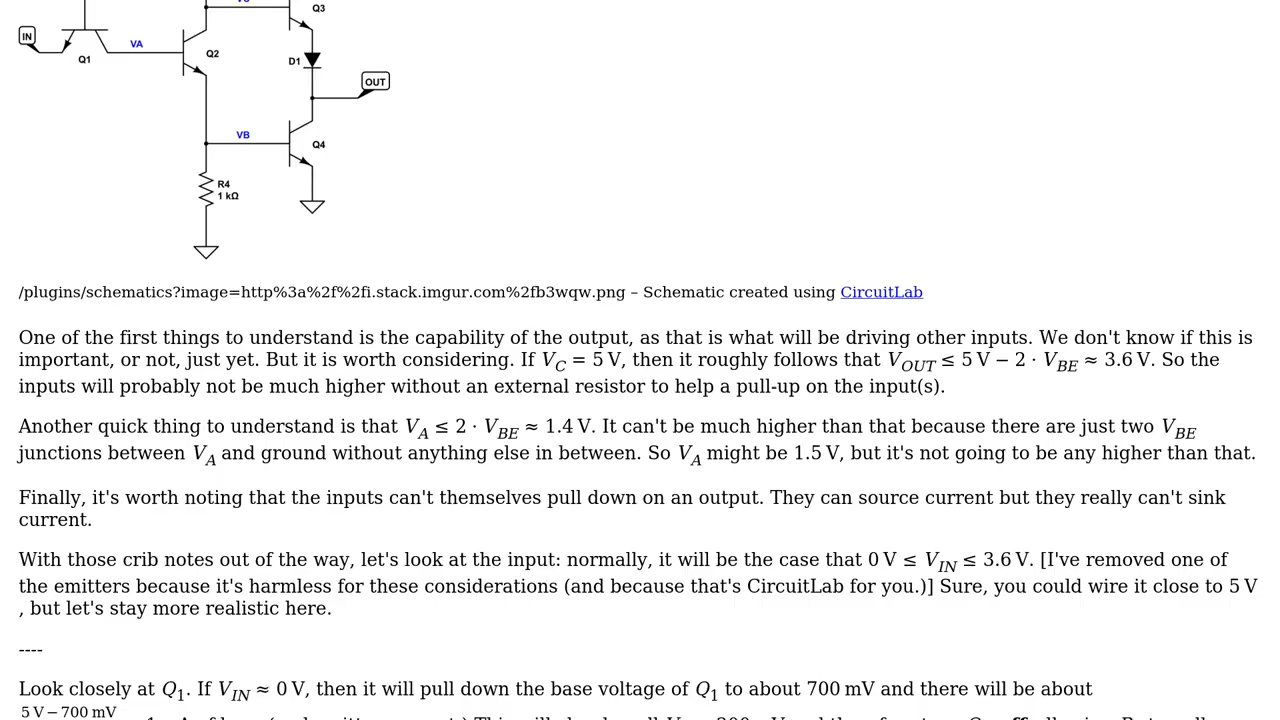 Q3
IN
VA
Q1
Q2
D1
OUT
VB
Q4
R4
1 kΩ
/plugins/schematics?image=http%3a%2f%2fi.stack.imgur.com%2fb3wqw.png – Schematic created using CircuitLab
One of the first things to understand is the capability of the output, as that is what will be driving other inputs. We don't know if this is
important, or not, just yet. But it is worth considering. If V_C = 5 V, then it roughly follows that V_OUT ≤ 5 V − 2 · V_BE ≈ 3.6 V. So the
inputs will probably not be much higher without an external resistor to help a pull-up on the input(s).
Another quick thing to understand is that V_A ≤ 2 · V_BE ≈ 1.4 V. It can't be much higher than that because there are just two V_BE
junctions between V_A and ground without anything else in between. So V_A might be 1.5 V, but it's not going to be any higher than that.
Finally, it's worth noting that the inputs can't themselves pull down on an output. They can source current but they really can't sink
current.
With those crib notes out of the way, let's look at the input: normally, it will be the case that 0 V ≤ V_IN ≤ 3.6 V. [I've removed one of
the emitters because it's harmless for these considerations (and because that's CircuitLab for you.)] Sure, you could wire it close to 5 V
, but let's stay more realistic here.
----
Look closely at Q_1. If V_IN ≈ 0 V, then it will pull down the base voltage of Q_1 to about 700 mV and there will be about
5 V − 700 mV